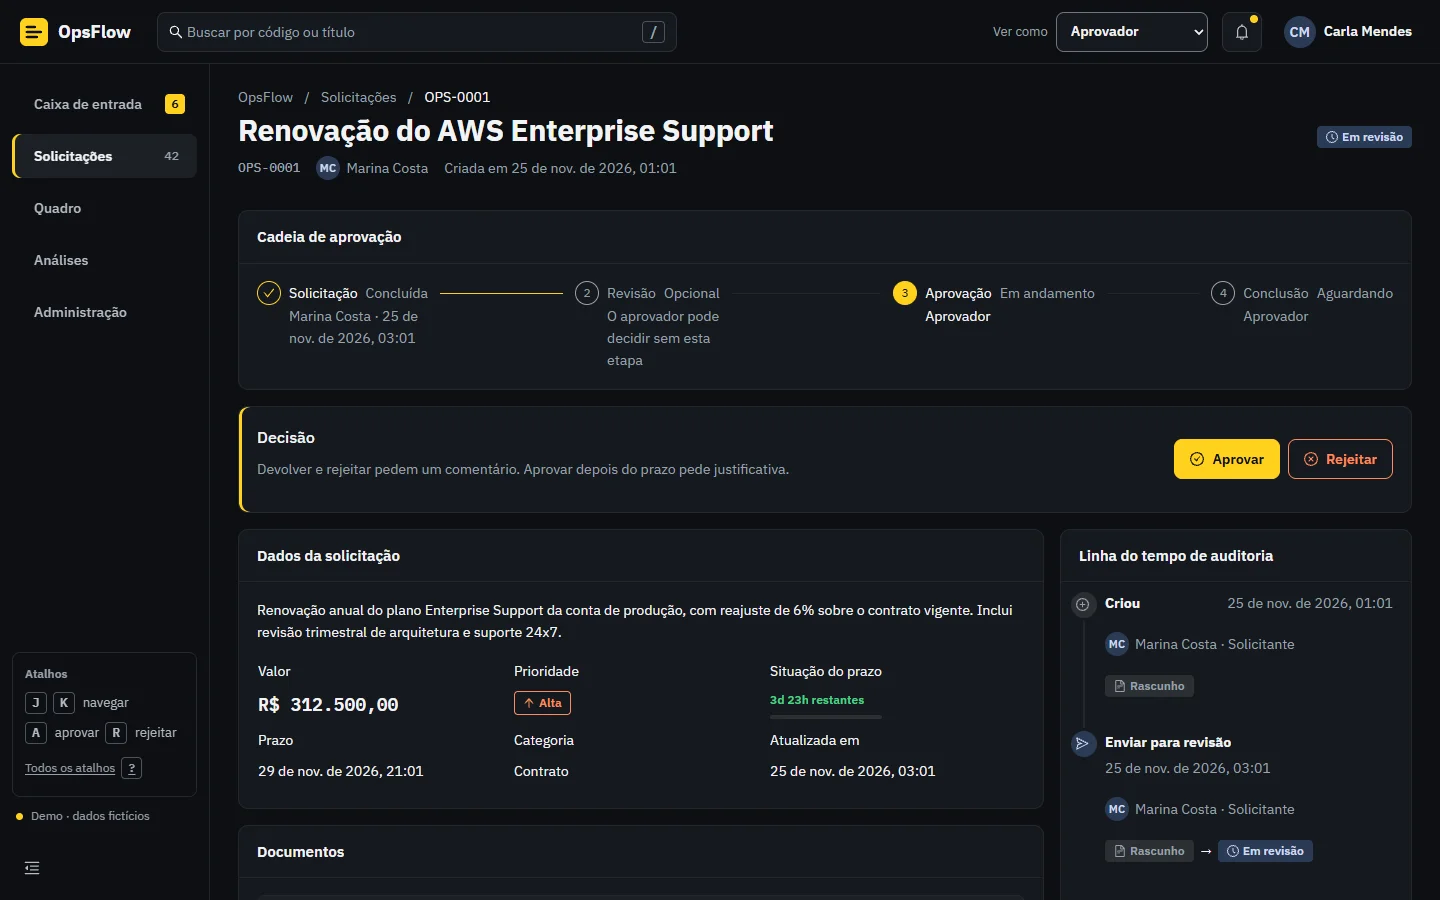 OpsFlow
Buscar por código ou título
/
Ver como
Aprovador
CM
Carla Mendes
Caixa de entrada
6
Solicitações
42
Quadro
Análises
Administração
Atalhos
J K navegar
A aprovar R rejeitar
Todos os atalhos ?
Demo · dados fictícios
OpsFlow / Solicitações / OPS-0001
Renovação do AWS Enterprise Support
Em revisão
OPS-0001 MC Marina Costa Criada em 25 de nov. de 2026, 01:01
Cadeia de aprovação
Solicitação Concluída
Marina Costa · 25 de
nov. de 2026, 03:01
2 Revisão Opcional
O aprovador pode
decidir sem esta
etapa
3 Aprovação Em andamento
Aprovador
4 Conclusão Aguardando
Aprovador
Decisão
Devolver e rejeitar pedem um comentário. Aprovar depois do prazo pede justificativa.
Aprovar
Rejeitar
Dados da solicitação
Renovação anual do plano Enterprise Support da conta de produção, com reajuste de 6% sobre o contrato vigente. Inclui
revisão trimestral de arquitetura e suporte 24x7.
Valor
R$ 312.500,00
Prioridade
Alta
Situação do prazo
3d 23h restantes
Prazo
29 de nov. de 2026, 21:01
Categoria
Contrato
Atualizada em
25 de nov. de 2026, 03:01
Documentos
Linha do tempo de auditoria
Criou 25 de nov. de 2026, 01:01
MC Marina Costa · Solicitante
Rascunho
Enviar para revisão
25 de nov. de 2026, 03:01
MC Marina Costa · Solicitante
Rascunho → Em revisão